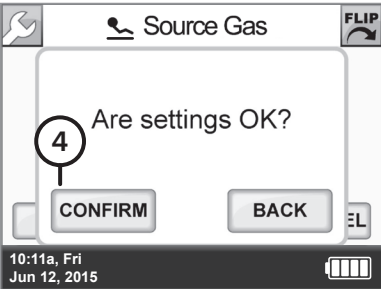 Source Gas
FLIP
Are settings OK?
4
CONFIRM
BACK
EL
10:11a, Fri
Jun 12, 2015